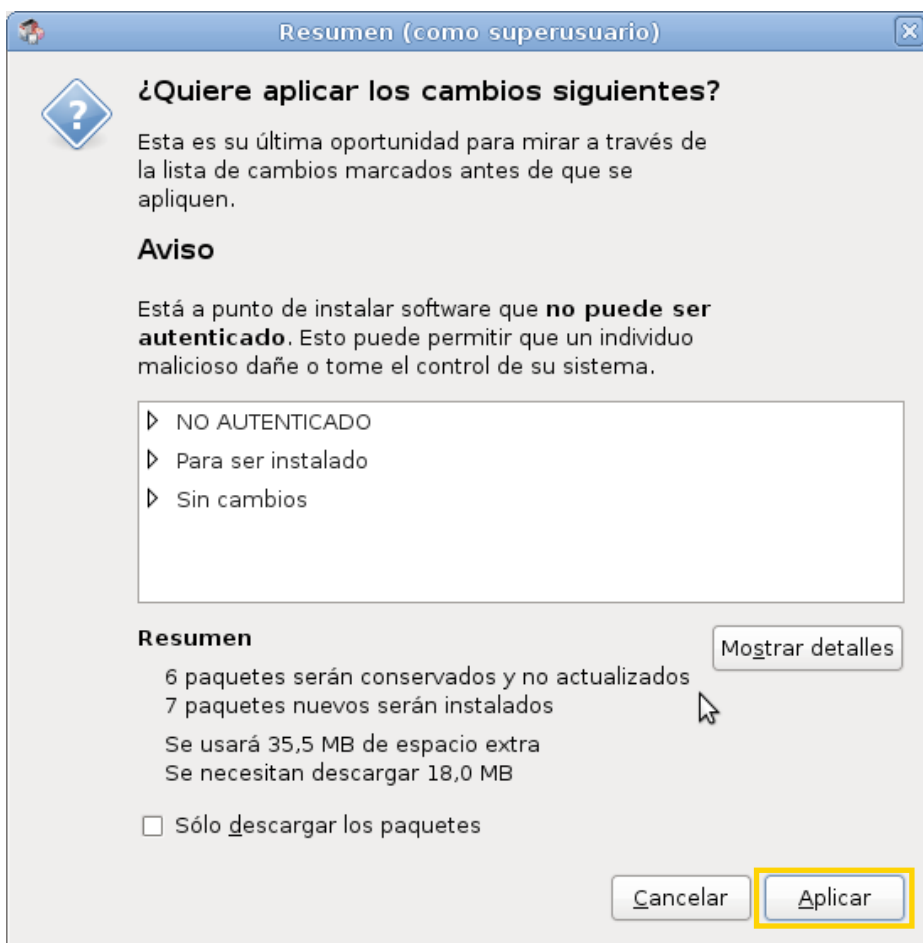 Resumen (como superusuario)
¿Quiere aplicar los cambios siguientes?
Esta es su última oportunidad para mirar a través de
la lista de cambios marcados antes de que se
apliquen.
Aviso
Está a punto de instalar software que no puede ser
autenticado. Esto puede permitir que un individuo
malicioso dañe o tome el control de su sistema.
NO AUTENTICADO
Para ser instalado
Sin cambios
Resumen
Mostrar detalles
6 paquetes serán conservados y no actualizados
7 paquetes nuevos serán instalados
Se usará 35,5 MB de espacio extra
Se necesitan descargar 18,0 MB
Sólo descargar los paquetes
Cancelar
Aplicar